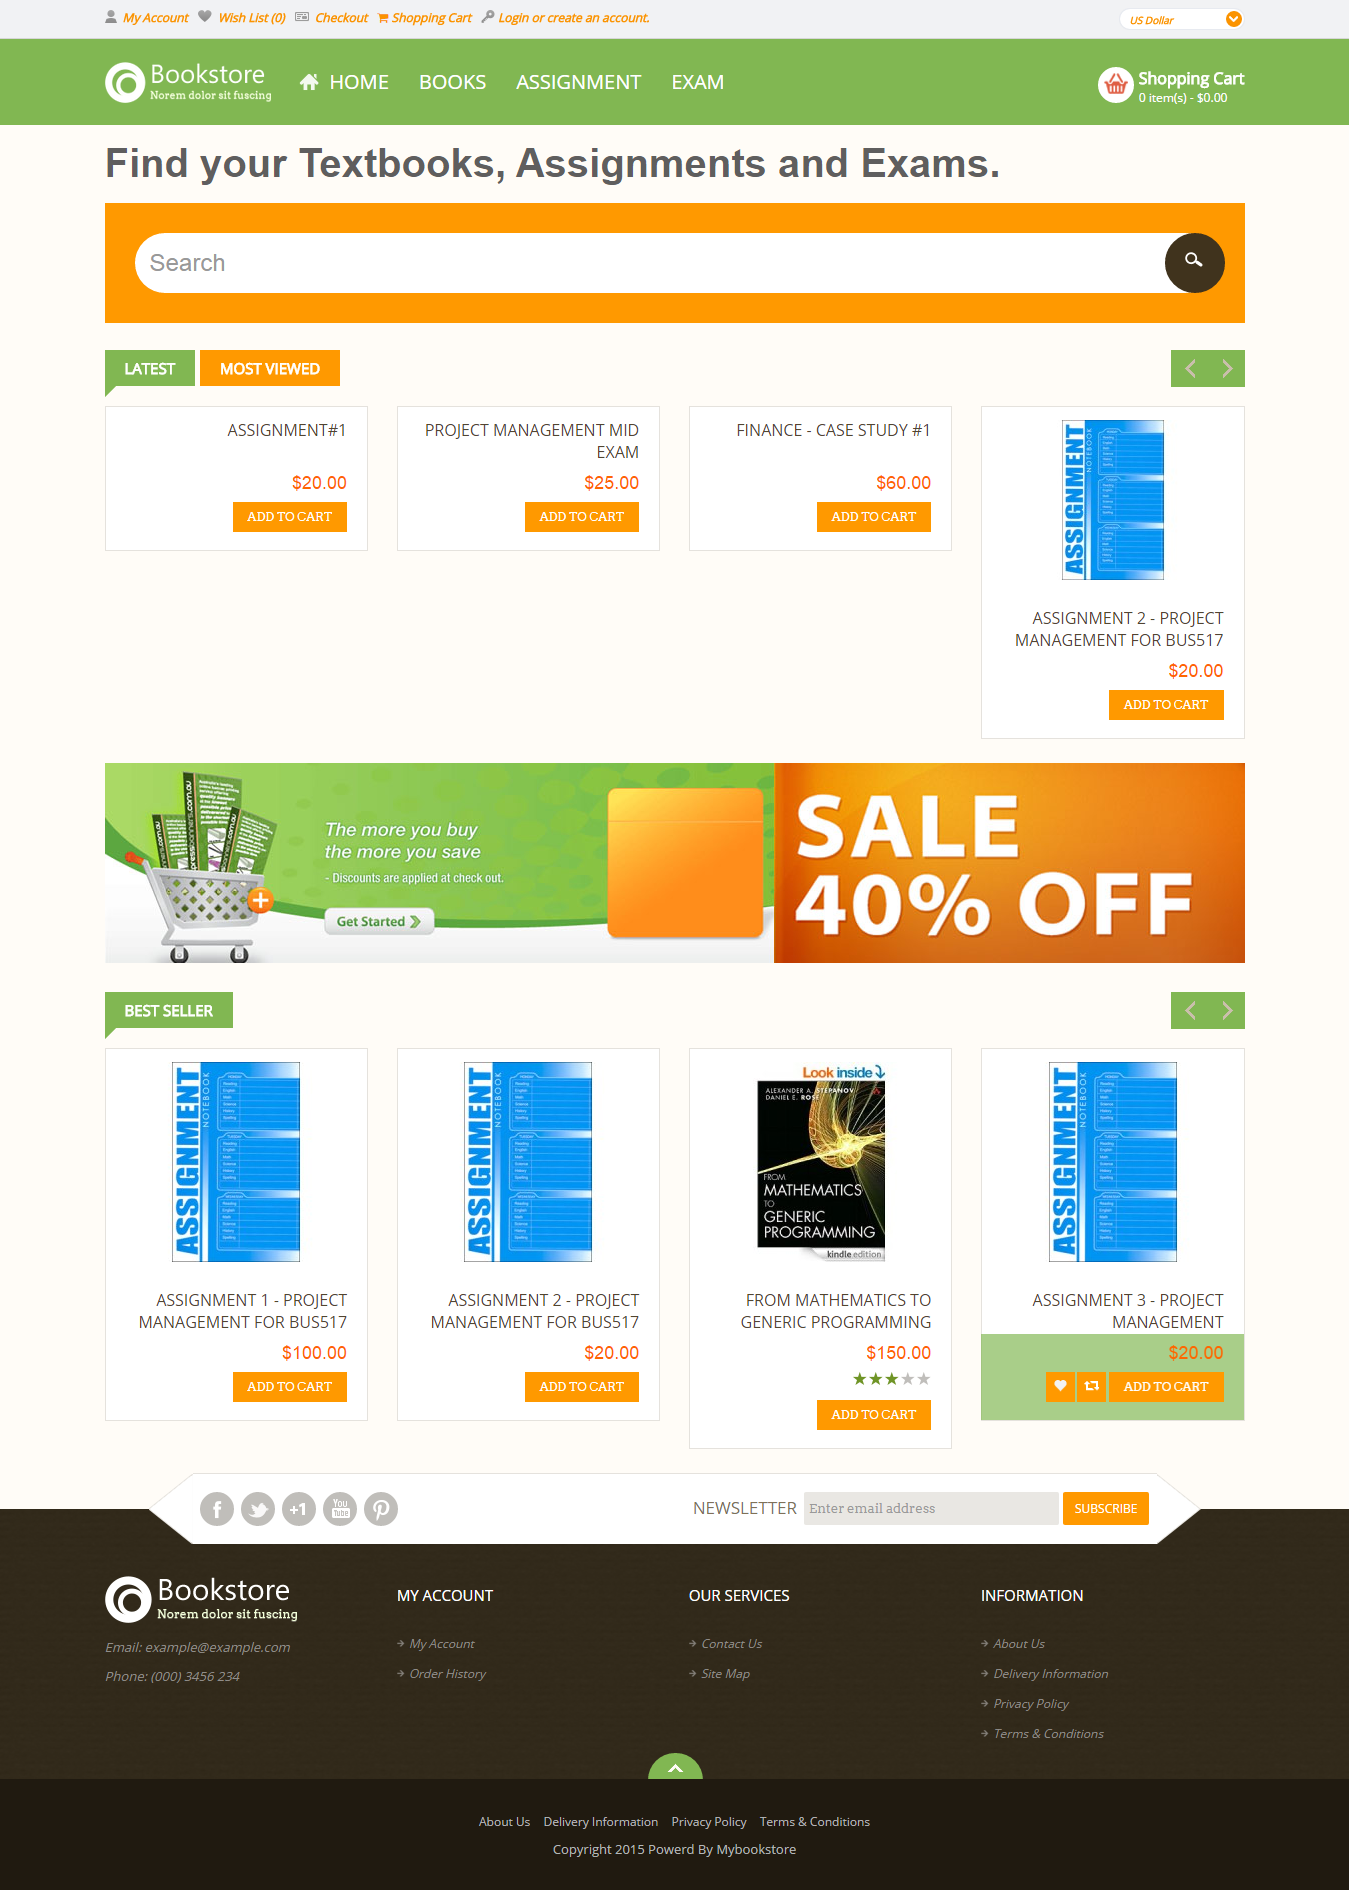 My Account Wish List (0) Checkout Shopping Cart Login or create an account.
US Dollar
Bookstore
Norem dolor sit fuscing
HOME BOOKS ASSIGNMENT EXAM
Shopping Cart
0 item(s) - $0.00
Find your Textbooks, Assignments and Exams.
Search
LATEST MOST VIEWED
ASSIGNMENT#1
$20.00
ADD TO CART
PROJECT MANAGEMENT MID
EXAM
$25.00
ADD TO CART
FINANCE - CASE STUDY #1
$60.00
ADD TO CART
ASSIGNMENT
NOTEBOOK
ASSIGNMENT 2 - PROJECT
MANAGEMENT FOR BUS517
$20.00
ADD TO CART
The more you buy
the more you save
- Discounts are applied at check out.
Get Started
SALE
40% OFF
BEST SELLER
ASSIGNMENT
NOTEBOOK
ASSIGNMENT 1 - PROJECT
MANAGEMENT FOR BUS517
$100.00
ADD TO CART
ASSIGNMENT
NOTEBOOK
ASSIGNMENT 2 - PROJECT
MANAGEMENT FOR BUS517
$20.00
ADD TO CART
Look inside
ALEXANDER A. STEPANOV
DANIEL E. ROSE
FROM
MATHEMATICS
TO
GENERIC
PROGRAMMING
kindle edition
FROM MATHEMATICS TO
GENERIC PROGRAMMING
$150.00
ADD TO CART
ASSIGNMENT
NOTEBOOK
ASSIGNMENT 3 - PROJECT
MANAGEMENT
$20.00
ADD TO CART
f +1 You Tube
NEWSLETTER Enter email address SUBSCRIBE
Bookstore
Norem dolor sit fuscing
Email: example@example.com
Phone: (000) 3456 234
MY ACCOUNT
My Account
Order History
OUR SERVICES
Contact Us
Site Map
INFORMATION
About Us
Delivery Information
Privacy Policy
Terms & Conditions
About Us Delivery Information Privacy Policy Terms & Conditions
Copyright 2015 Powerd By Mybookstore